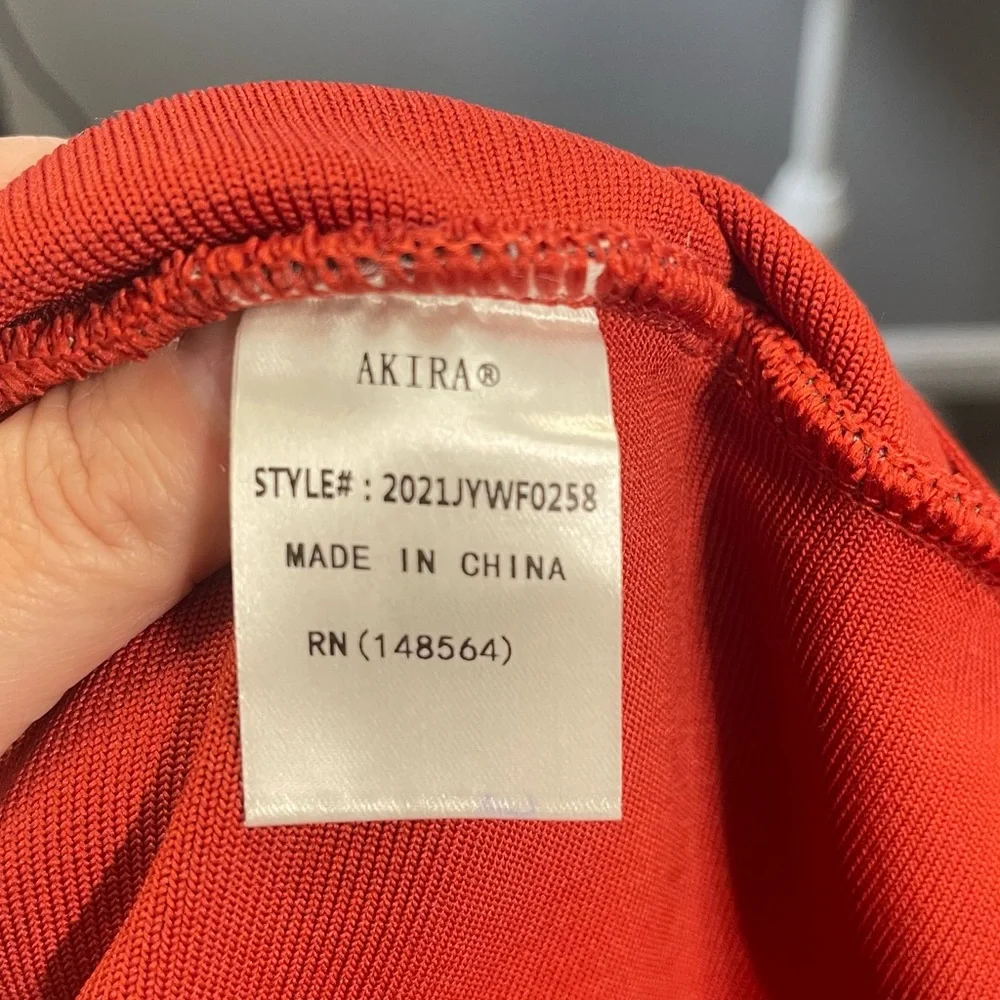 AKIRA®
STYLE# : 2021JYWF0258
MADE IN CHINA
RN (148564)